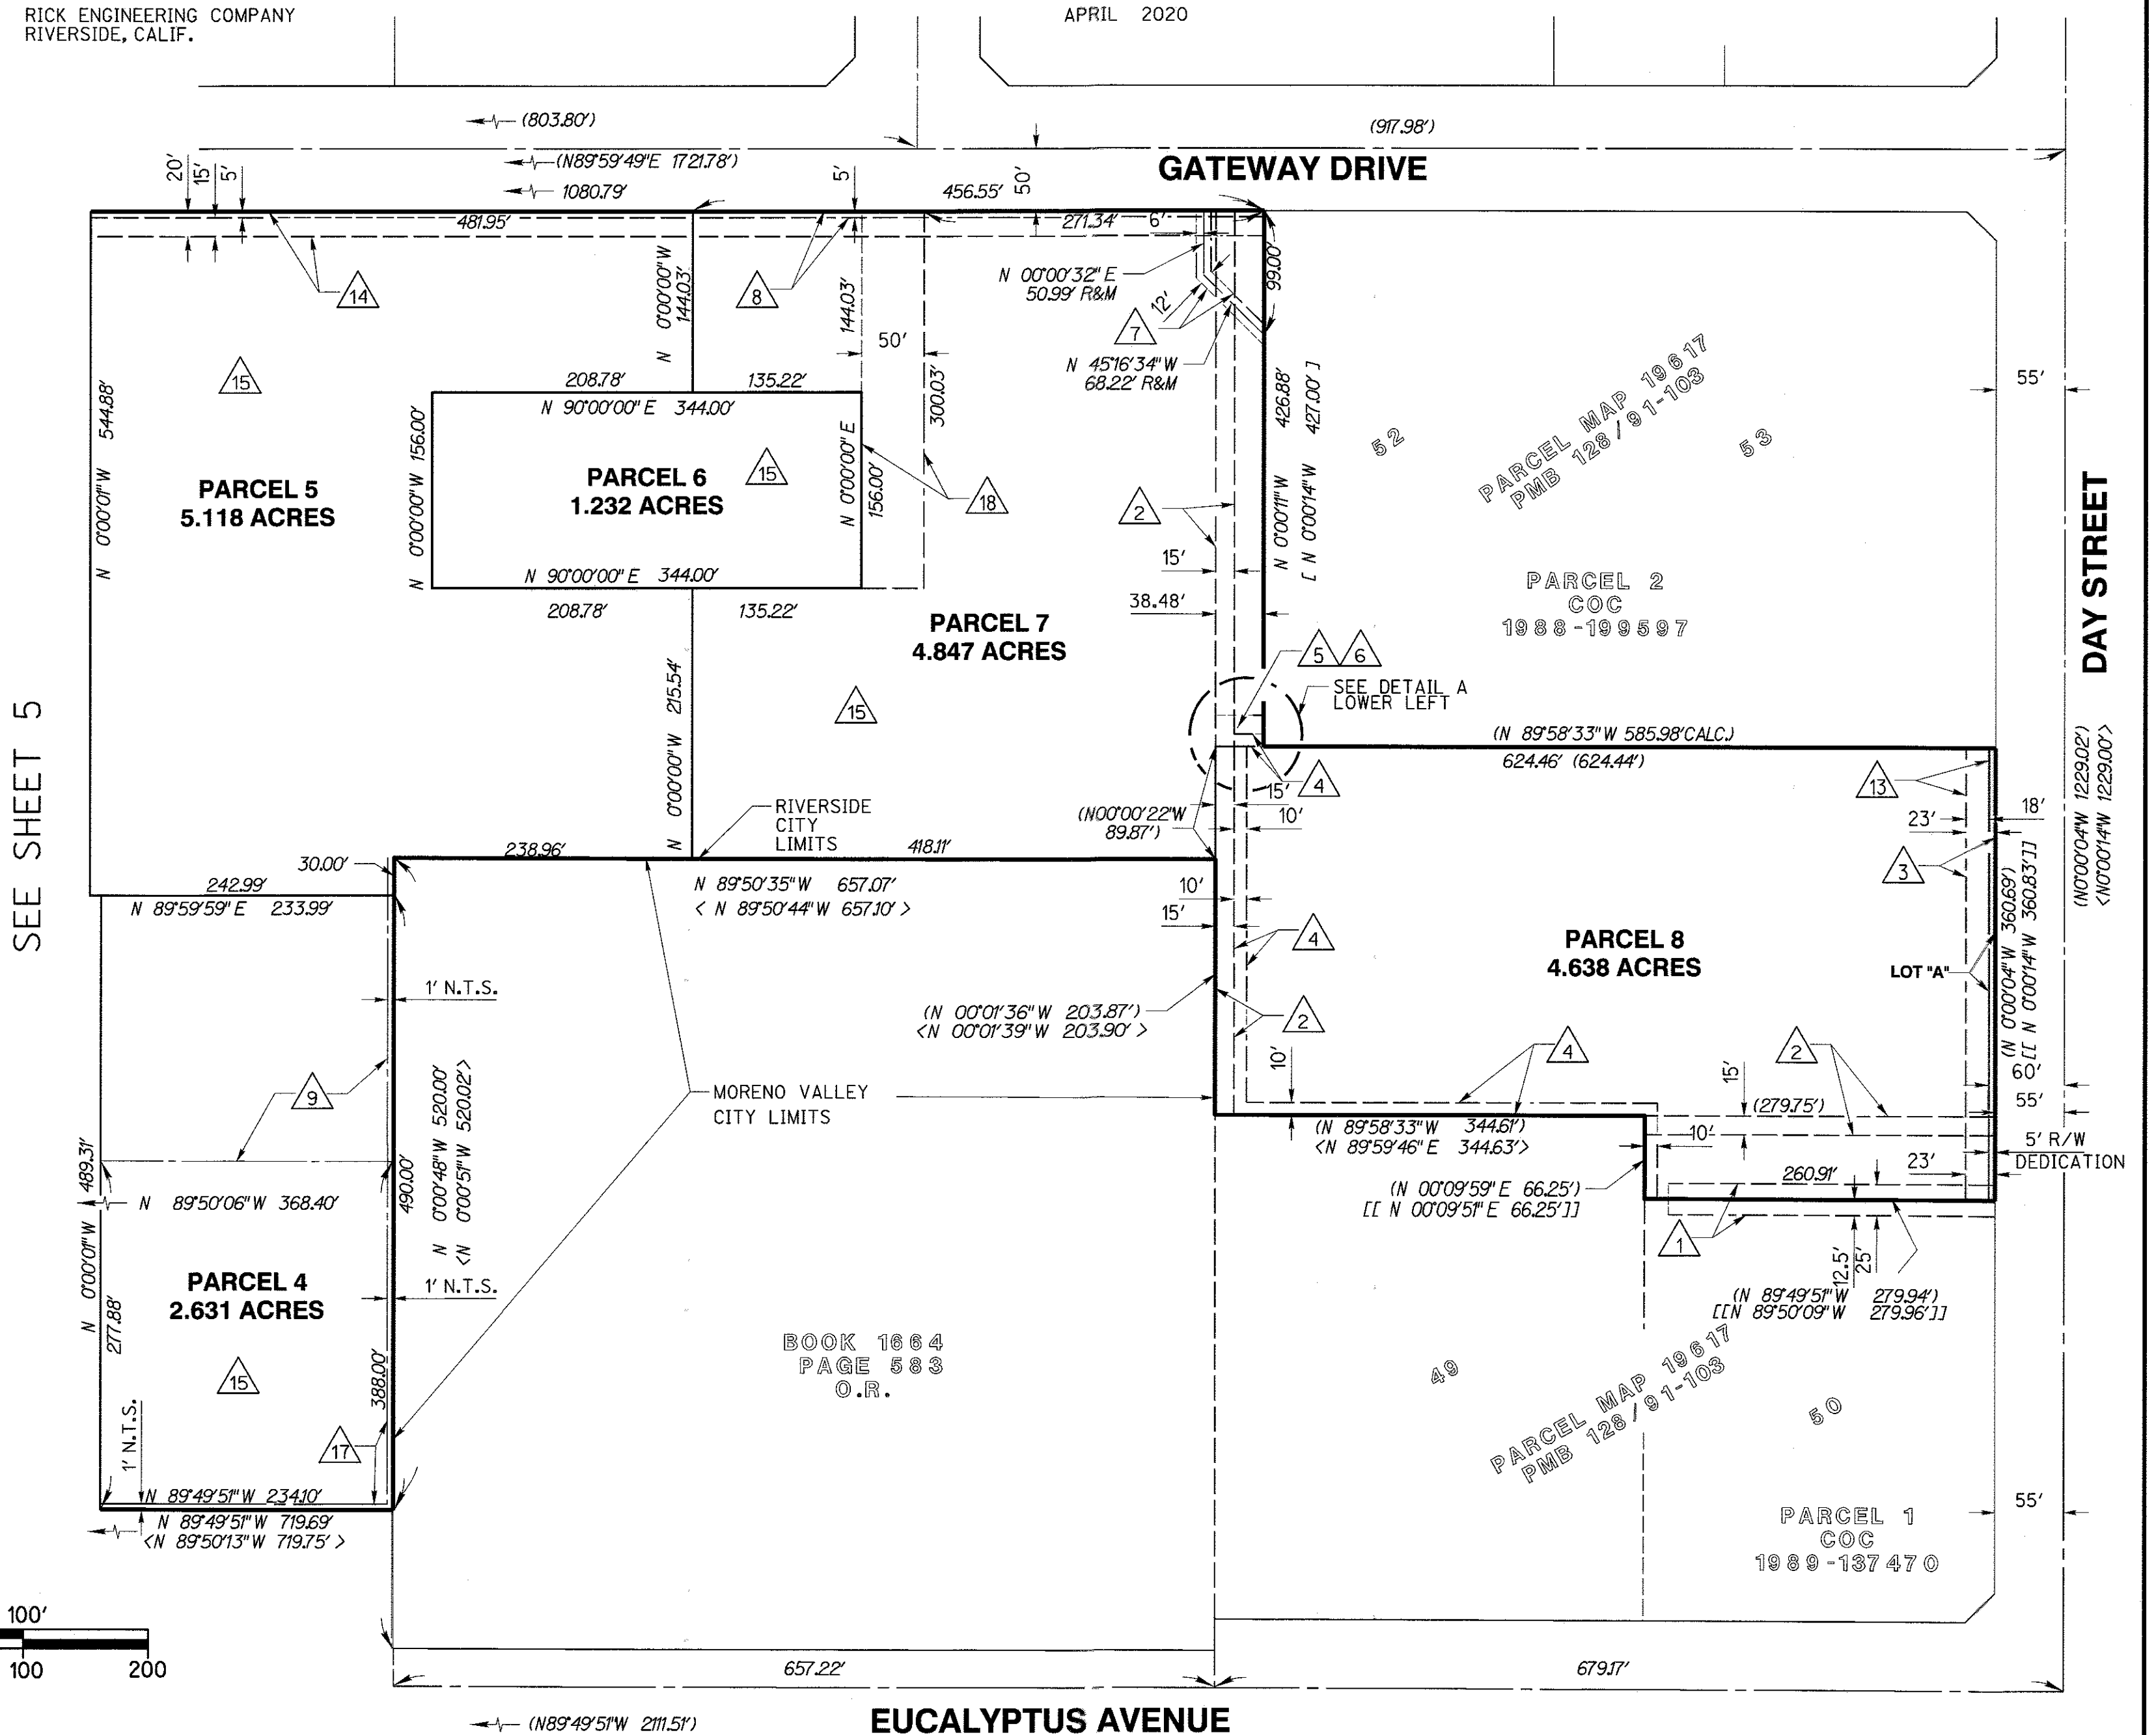 RICK ENGINEERING COMPANY
RIVERSIDE, CALIF.
APRIL 2020
(803.80')
(917.98')
(N89°59'49"E 1721.78')
GATEWAY DRIVE
20'
15'
5'
1080.79'
5'
456.55'
50'
481.95'
271.34'
6'
N 00°00'32" E
50.99' R&M
99.00'
14
8
N 0°00'00"W
144.03'
144.03'
50'
12'
7
N 45°16'34"W
68.22' R&M
15
208.78'
135.22'
N 90°00'00" E 344.00'
300.03'
426.88'
427.00' ]
N 0°00'11"W
[ N 0°00'14"W
PARCEL MAP 19617
PMB 128 / 91-103
52
53
55'
N 0°00'01"W 544.88'
PARCEL 5
5.118 ACRES
N 0°00'00"W 156.00'
PARCEL 6
1.232 ACRES
15
N 0°00'00" E
156.00'
18
2
15'
N 90°00'00" E 344.00'
208.78'
135.22'
38.48'
PARCEL 7
4.847 ACRES
PARCEL 2
COC
1988-199597
DAY STREET
5
6
SEE DETAIL A
LOWER LEFT
N 0°00'00"W 215.54'
15
SEE SHEET 5
(N 89°58'33"W 585.98'CALC.)
624.46' (624.44')
(N0°00'04"W 1229.02')
<N0°00'14"W 1229.00'>
4
13
15'
10'
23'
18'
RIVERSIDE
CITY
LIMITS
(N00°00'22"W
89.87')
238.96'
418.11'
30.00'
3
242.99'
N 89°59'59" E 233.99'
N 89°50'35"W 657.07'
< N 89°50'44"W 657.10' >
10'
15'
4
PARCEL 8
4.638 ACRES
LOT "A"
(N 0°00'04"W 360.69')
[[ N 0°00'14"W 360.83']]
1' N.T.S.
(N 00°01'36"W 203.87')
<N 00°01'39"W 203.90' >
2
10'
4
2
15'
60'
9
N 0°00'48"W 520.00'
<N 0°00'51"W 520.02'>
MORENO VALLEY
CITY LIMITS
(279.75')
55'
(N 89°58'33"W 344.61')
<N 89°59'46" E 344.63'>
10'
5' R/W
DEDICATION
N 0°00'01"W 489.31'
N 89°50'06"W 368.40'
490.00'
(N 00°09'59" E 66.25')
[[ N 00°09'51" E 66.25']]
260.91'
23'
1
12.5'
25'
PARCEL 4
2.631 ACRES
277.88'
1' N.T.S.
(N 89°49'51"W 279.94')
[[N 89°50'09"W 279.96']]
BOOK 1664
PAGE 583
O.R.
PARCEL MAP 19617
PMB 128 / 91-103
49
50
15
388.00'
17
1' N.T.S.
N 89°49'51"W 234.10'
N 89°49'51"W 719.69'
<N 89°50'13"W 719.75' >
55'
PARCEL 1
COC
1989-137470
100'
100
200
657.22'
679.17'
(N89°49'51"W 2111.51')
EUCALYPTUS AVENUE